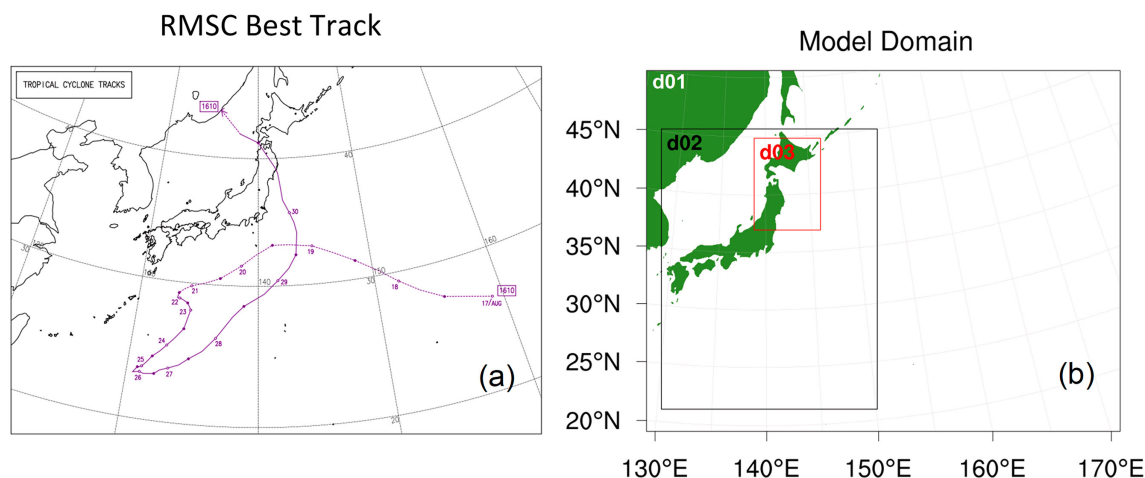 RMSC Best Track
TROPICAL CYCLONE TRACKS
1610
40
30
30
160
19
20
150
140
29
30
18
1610
17/AUG
21
22
23
24
25
26
27
28
20
(a)
Model Domain
d01
d02
d03
45°N
40°N
35°N
30°N
25°N
20°N
(b)
130°E
140°E
150°E
160°E
170°E